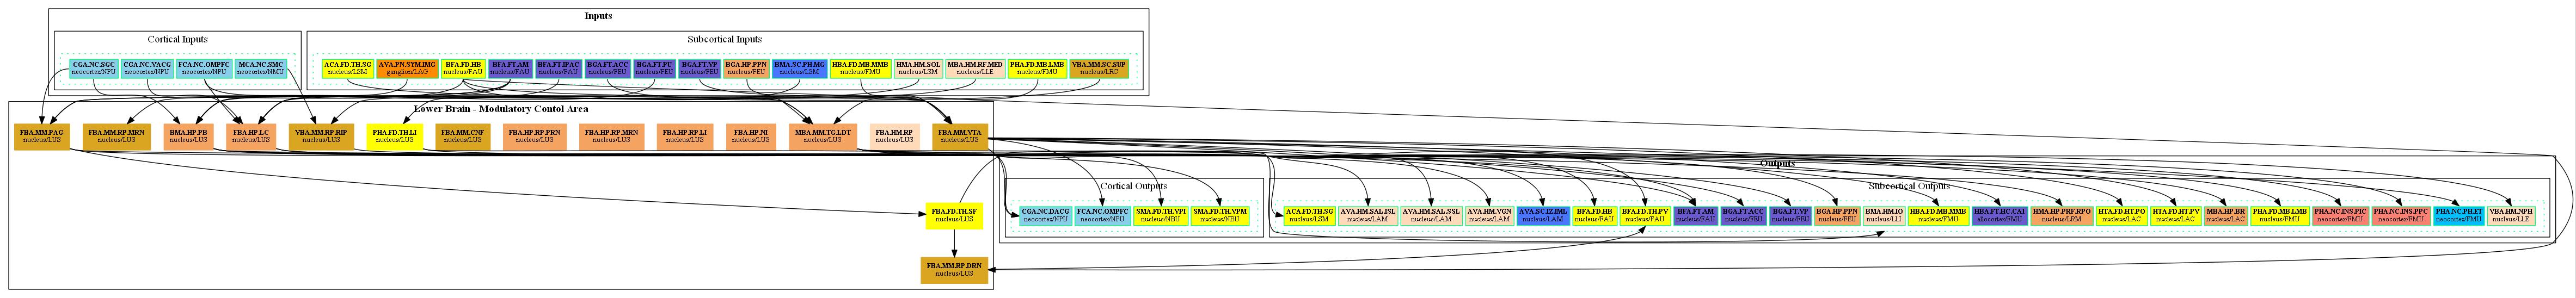 Inputs
Cortical Inputs
Subcortical Inputs
CGA.NC.SGC
neocortex/NPU
CGA.NC.VACG
neocortex/NPU
FCA.NC.OMPFC
neocortex/NPU
MCA.NC.SMC
neocortex/NMU
ACA.FD.TH.SG
nucleus/LSM
AVA.PN.STM.IMG
ganglion/LAG
BFA.FD.HB
nucleus/FAU
BFA.FT.AM
nucleus/FAU
BFA.FT.IPAC
nucleus/FAU
BGA.FT.ACC
nucleus/FEU
BGA.FT.PU
nucleus/FEU
BGA.FT.VP
nucleus/FEU
BGA.HP.PPN
nucleus/FEU
BMA.SC.PH.MG
nucleus/LSM
HBA.FD.MB.MMB
nucleus/FMU
HMA.HM.SOL
nucleus/LSM
MBA.HM.RF.MED
nucleus/LLE
PHA.FD.MB.LMB
nucleus/FMU
VBA.MM.SC.SUP
nucleus/LRC
Lower Brain - Modulatory Contol Area
FBA.MM.PAG
nucleus/LUS
FBA.MM.RP.MRN
nucleus/LUS
BMA.HP.PB
nucleus/LUS
FBA.HP.LC
nucleus/LUS
VBA.MM.RP.RIP
nucleus/LUS
PHA.FD.TH.LI
nucleus/LUS
FBA.MM.CNF
nucleus/LUS
FBA.HP.RP.PRN
nucleus/LUS
FBA.HP.RP.MRN
nucleus/LUS
FBA.HP.RP.LI
nucleus/LUS
FBA.HP.NI
nucleus/LUS
MBA.MM.TG.LDT
nucleus/LUS
FBA.HM.RP
nucleus/LUS
FBA.MM.VTA
nucleus/LUS
FBA.FD.TH.SF
nucleus/LUS
FBA.MM.RP.DRN
nucleus/LUS
Outputs
Cortical Outputs
Subcortical Outputs
CGA.NC.DACG
neocortex/NPU
FCA.NC.OMPFC
neocortex/NPU
SMA.FD.TH.VPI
nucleus/NBU
SMA.FD.TH.VPM
nucleus/NBU
ACA.FD.TH.SG
nucleus/LSM
AVA.HM.SAL.ISL
nucleus/LAM
AVA.HM.SAL.SSL
nucleus/LAM
AVA.HM.VGN
nucleus/LAM
AVA.SC.IZ.IML
nucleus/LAM
BFA.FD.HB
nucleus/FAU
BFA.FD.TH.PV
nucleus/FAU
BFA.FT.AM
nucleus/FAU
BGA.FT.ACC
nucleus/FEU
BGA.FT.VP
nucleus/FEU
BGA.HP.PPN
nucleus/FEU
BMA.HM.IO
nucleus/LLI
HBA.FD.MB.MMB
nucleus/FMU
HBA.FT.HC.CAI
allocortex/FMU
HMA.HP.PRF.RPO
nucleus/LRM
HTA.FD.HT.PO
nucleus/LAC
HTA.FD.HT.PV
nucleus/LAC
MBA.HP.BR
nucleus/LAC
PHA.FD.MB.LMB
nucleus/FMU
PHA.NC.INS.PIC
neocortex/FMU
PHA.NC.INS.PPC
neocortex/FMU
PHA.NC.PH.ET
neocortex/FMU
VBA.HM.NPH
nucleus/LLE